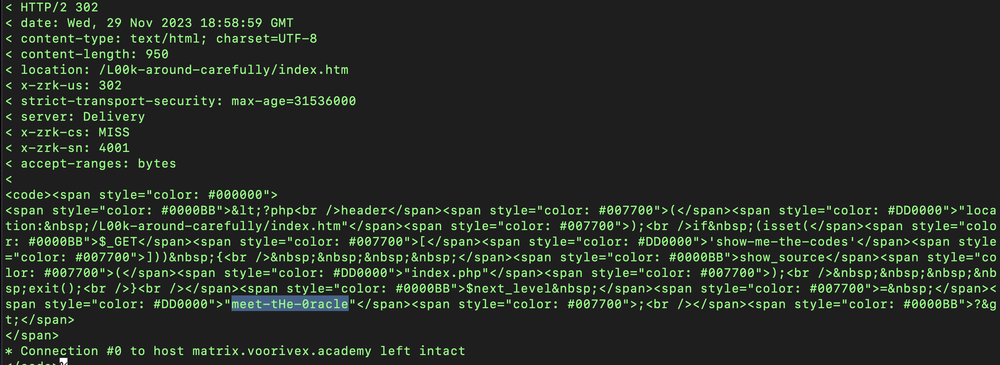 < HTTP/2 302
< date: Wed, 29 Nov 2023 18:58:59 GMT
< content-type: text/html; charset=UTF-8
< content-length: 950
< location: /L00k-around-carefully/index.htm
< x-zrk-us: 302
< strict-transport-security: max-age=31536000
< server: Delivery
< x-zrk-cs: MISS
< x-zrk-sn: 4001
< accept-ranges: bytes
<
<code><span style="color: #000000">
<span style="color: #0000BB">&lt;?php<br />header</span><span style="color: #007700">(</span><span style="color: #DD0000">"loca
tion:&nbsp;/L00k-around-carefully/index.htm"</span><span style="color: #007700">);<br />if&nbsp;(isset(</span><span style="colo
r: #0000BB">$_GET</span><span style="color: #007700">[</span><span style="color: #DD0000">'show-me-the-codes'</span><span style
="color: #007700">]))&nbsp;{<br />&nbsp;&nbsp;&nbsp;&nbsp;</span><span style="color: #0000BB">show_source</span><span style="co
lor: #007700">(</span><span style="color: #DD0000">"index.php"</span><span style="color: #007700">);<br />&nbsp;&nbsp;&nbsp;&nb
sp;exit();<br />}<br /></span><span style="color: #0000BB">$next_level&nbsp;</span><span style="color: #007700">=&nbsp;</span><
span style="color: #DD0000">"meet-tHe-0racle"</span><span style="color: #007700">;<br /></span><span style="color: #0000BB">?&g
t;</span>
</span>
* Connection #0 to host matrix.voorivex.academy left intact
</code>%